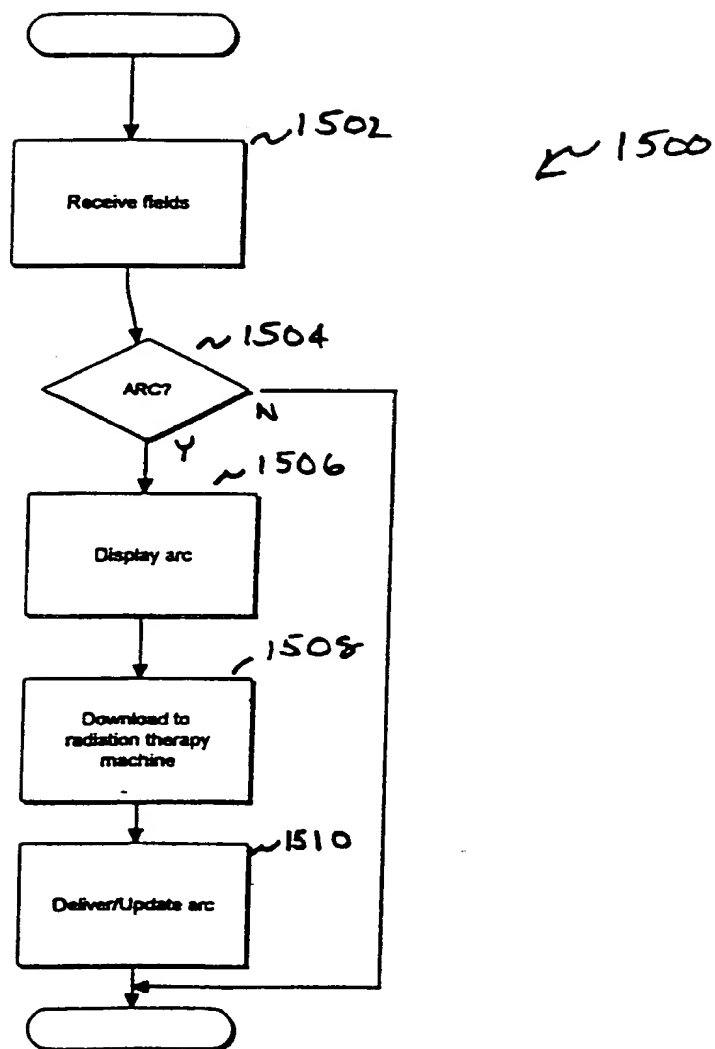 1502
1500
Receive fields
1504
ARC?
N
Y
1506
Display arc
1508
Download to
radiation therapy
machine
1510
Deliver/Update arc